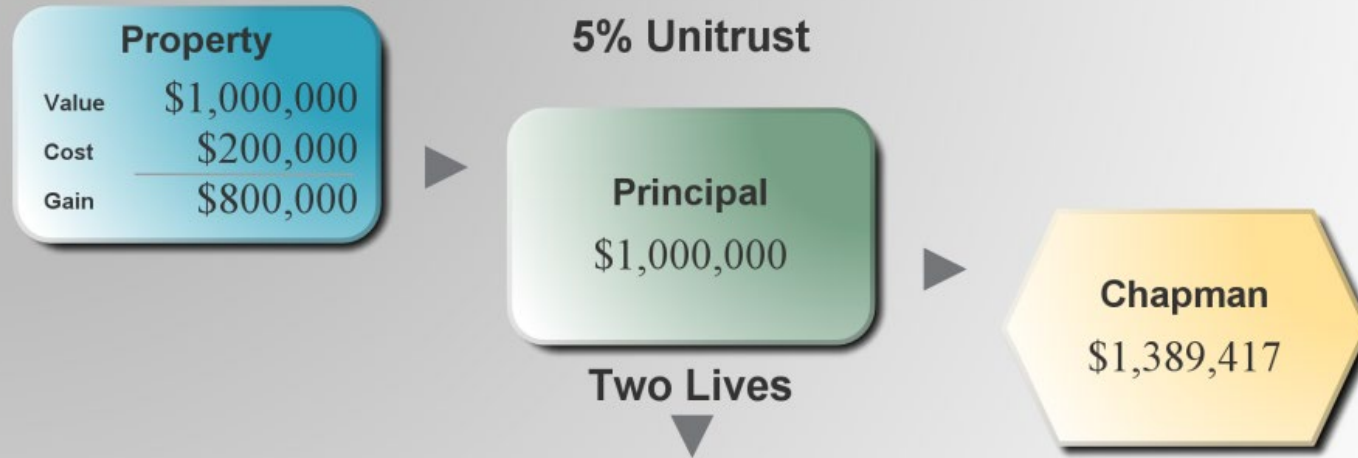 Property
Value $1,000,000
Cost $200,000
Gain $800,000
5% Unitrust
Principal
$1,000,000
Two Lives
Chapman
$1,389,417